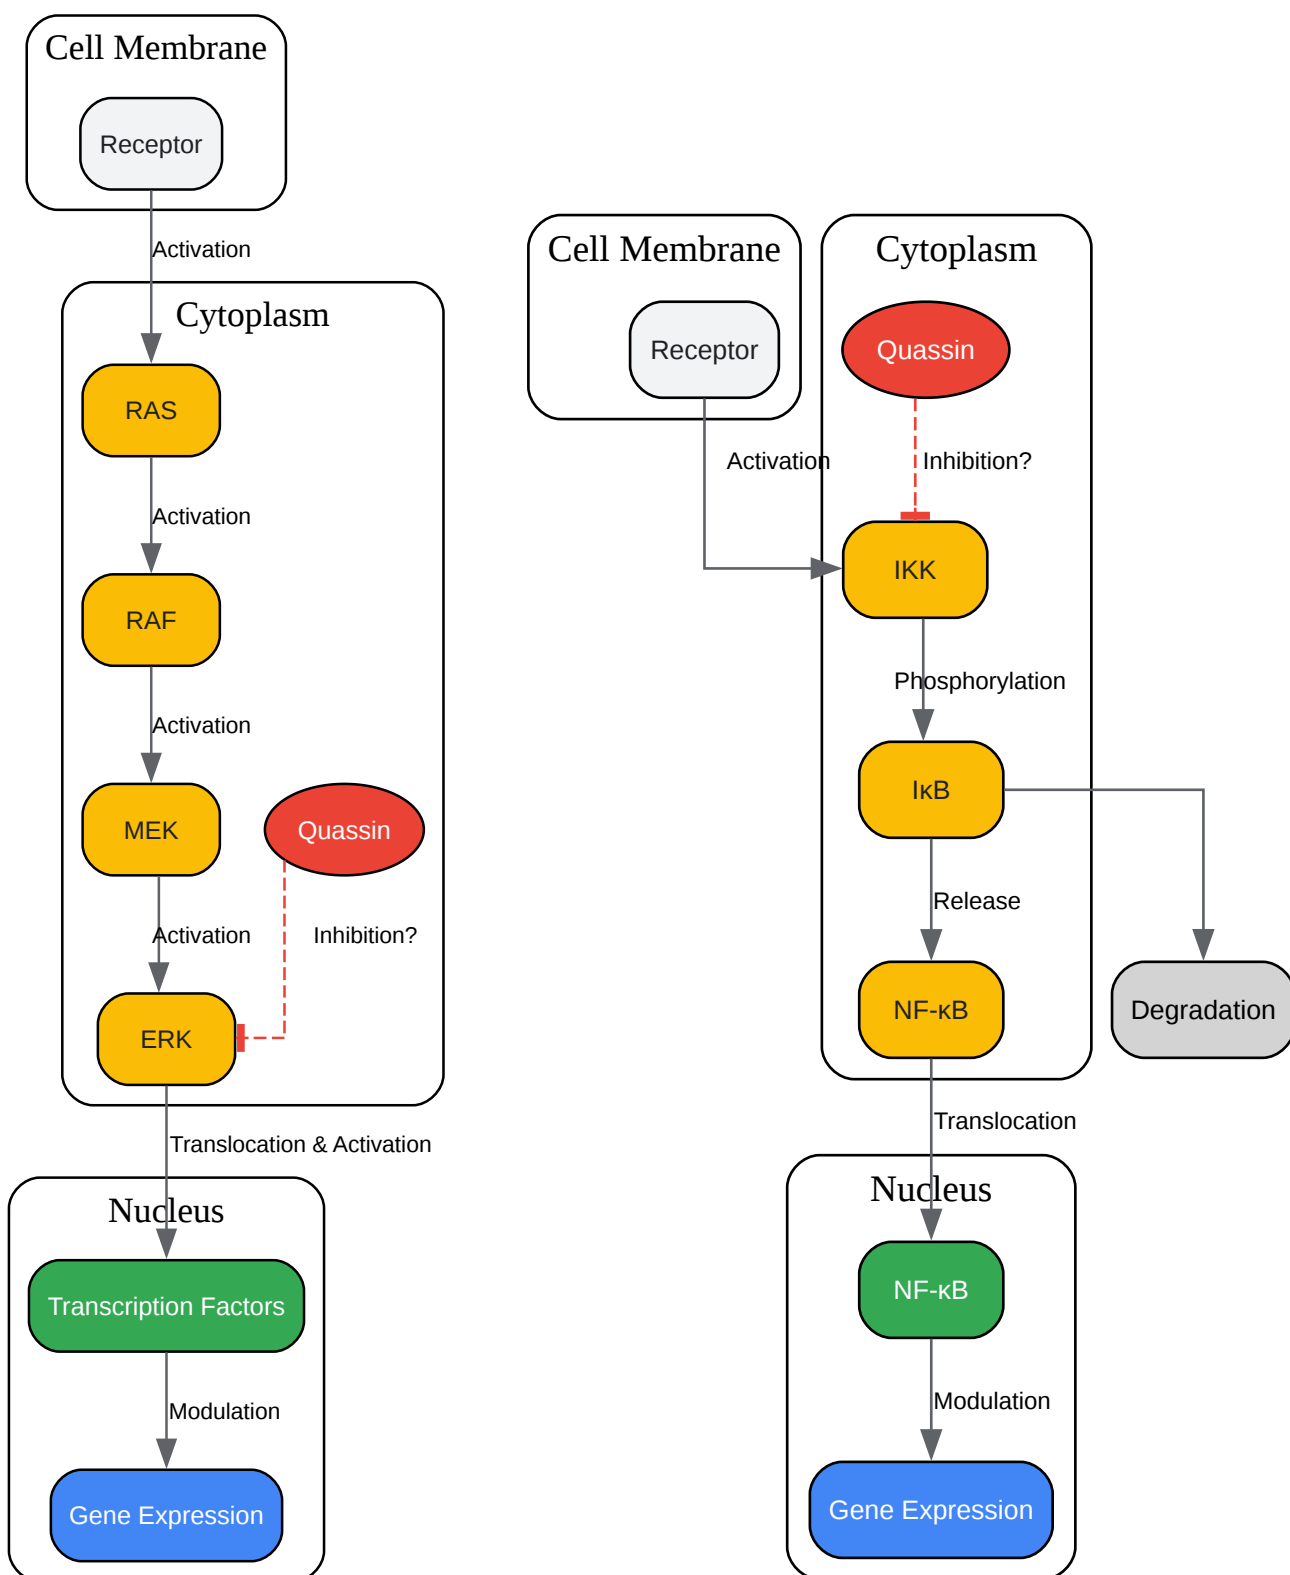 Cell Membrane
Receptor
Activation
Cytoplasm
RAS
Activation
RAF
Activation
MEK
Quassin
Activation
Inhibition?
ERK
Translocation & Activation
Nucleus
Transcription Factors
Modulation
Gene Expression
Cell Membrane
Receptor
Activation
Cytoplasm
Quassin
Inhibition?
IKK
Phosphorylation
IκB
Release
NF-κB
Degradation
Translocation
Nucleus
NF-κB
Modulation
Gene Expression